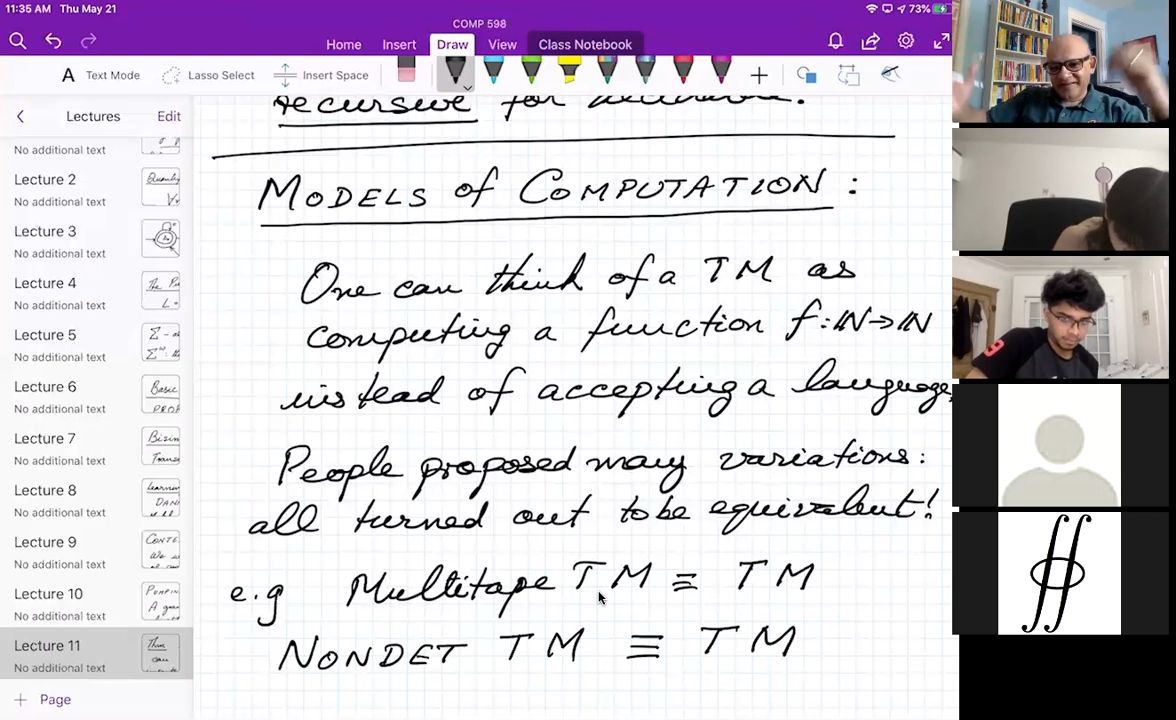 11:35 AM Thu May 21
73%
COMP 598
Home Insert Draw View Class Notebook
Text Mode Lasso Select Insert Space
Lectures Edit
No additional text
Lecture 2
No additional text
Lecture 3
No additional text
Lecture 4
No additional text
Lecture 5
No additional text
Lecture 6
No additional text
Lecture 7
No additional text
Lecture 8
No additional text
Lecture 9
No additional text
Lecture 10
No additional text
Lecture 11
No additional text
+ Page
recursive for
MODELS of COMPUTATION :
One can think of a TM as
computing a function f: ℕ → ℕ
instead of accepting a language.
People proposed many variations:
all turned out to be equivalent!
e.g Multitape TM ≡ TM
NONDET TM ≡ TM
∯